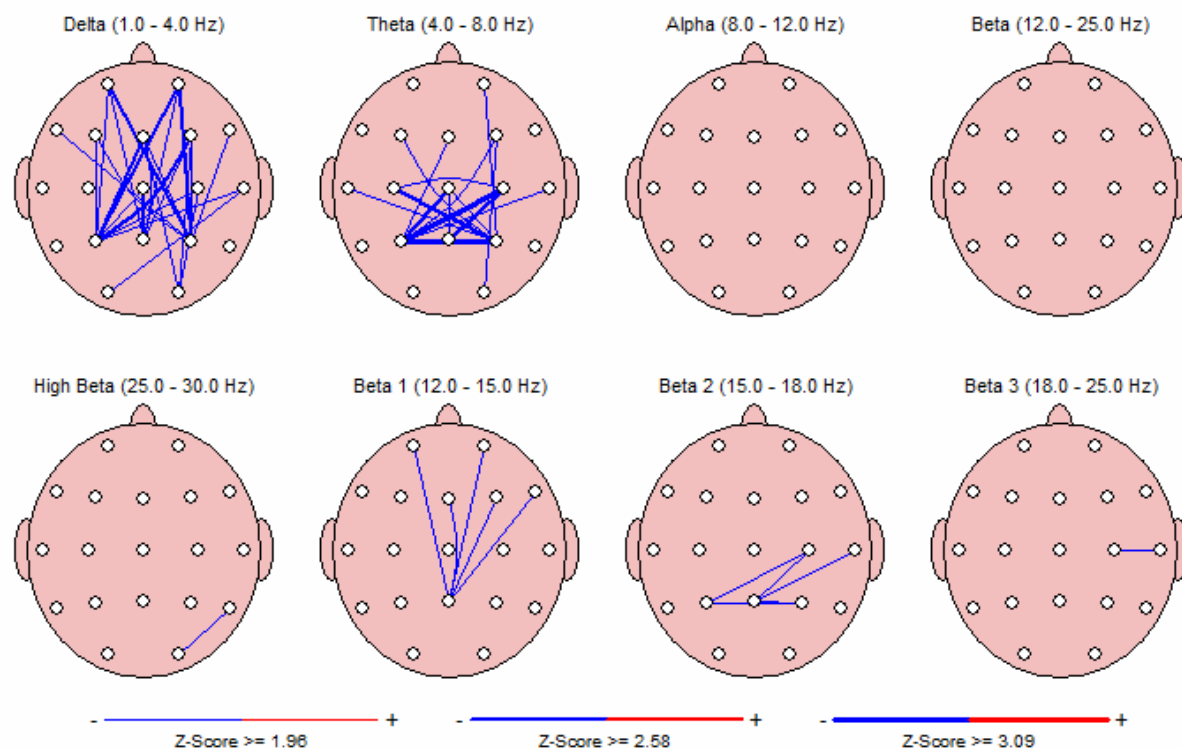 Delta (1.0 - 4.0 Hz) Theta (4.0 - 8.0 Hz) Alpha (8.0 - 12.0 Hz) Beta (12.0 - 25.0 Hz)
High Beta (25.0 - 30.0 Hz) Beta 1 (12.0 - 15.0 Hz) Beta 2 (15.0 - 18.0 Hz) Beta 3 (18.0 - 25.0 Hz)
- + - + - +
Z-Score >= 1.96 Z-Score >= 2.58 Z-Score >= 3.09